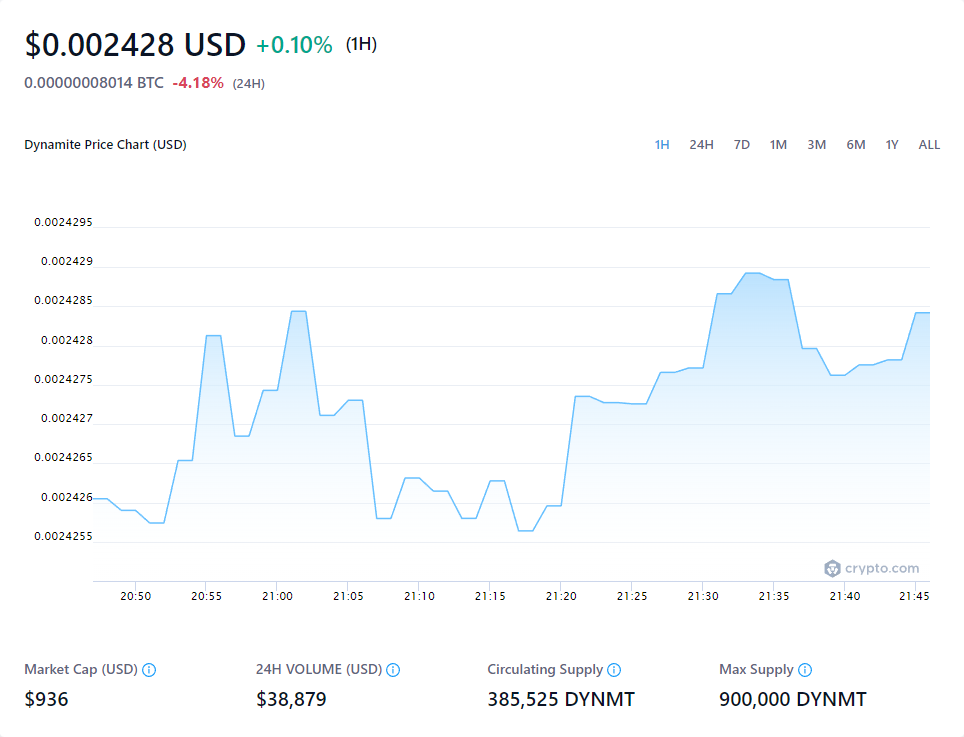 $0.002428 USD +0.10% (1H)
0.00000008014 BTC -4.18% (24H)
Dynamite Price Chart (USD) 1H 24H 7D 1M 3M 6M 1Y ALL
0.0024295
0.002429
0.0024285
0.002428
0.0024275
0.002427
0.0024265
0.002426
0.0024255
crypto.com
20:50 20:55 21:00 21:05 21:10 21:15 21:20 21:25 21:30 21:35 21:40 21:45
Market Cap (USD) 24H VOLUME (USD) Circulating Supply Max Supply
$936 $38,879 385,525 DYNMT 900,000 DYNMT